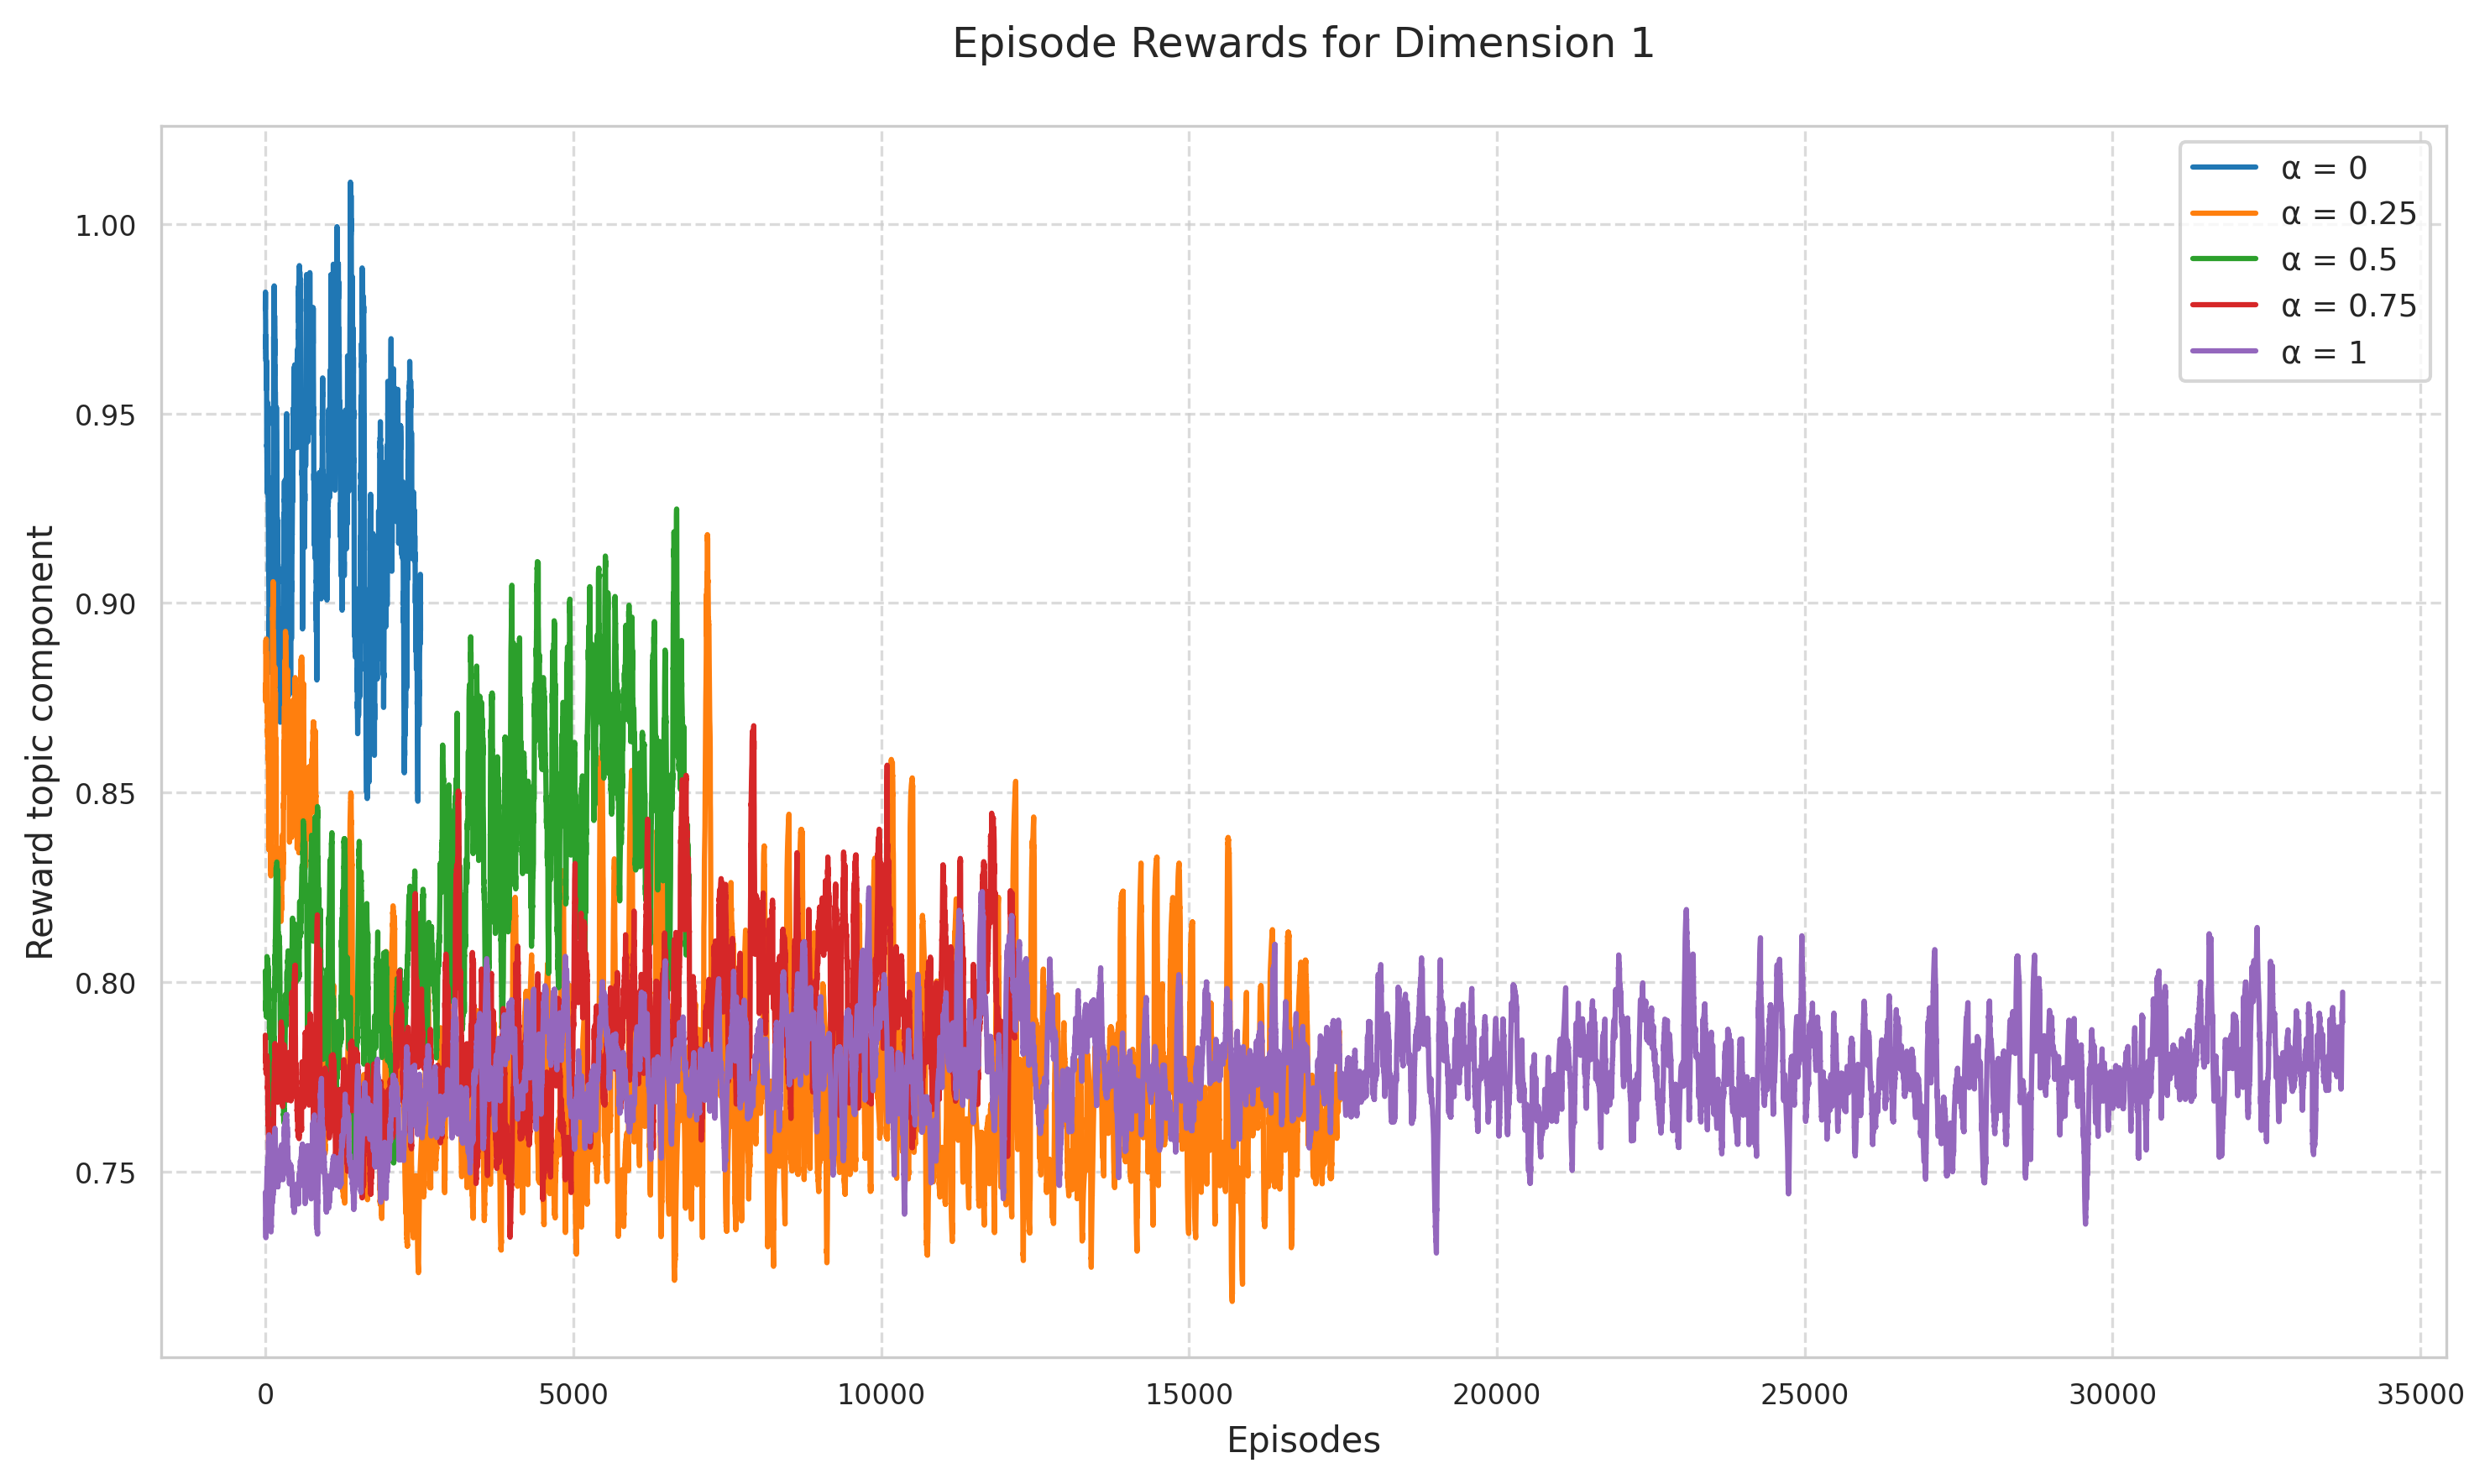 Episode Rewards for Dimension 1
α = 0
α = 0.25
α = 0.5
α = 0.75
α = 1
Reward topic component
1.00
0.95
0.90
0.85
0.80
0.75
0
5000
10000
15000
20000
25000
30000
35000
Episodes